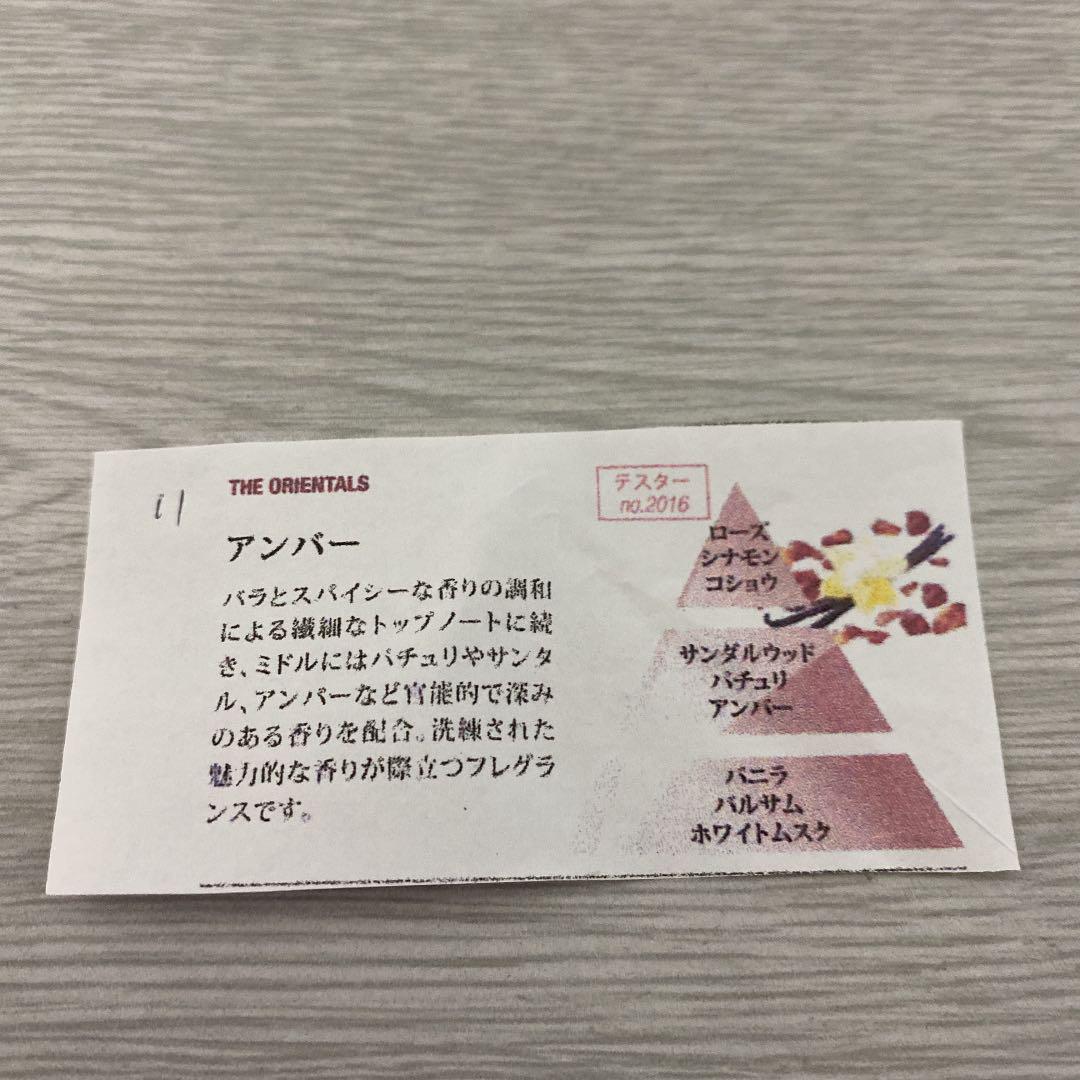 11
THE ORIENTALS
アンバー
バラとスパイシーな香りの調和
による繊細なトップノートに続
き、ミドルにはパチュリやサンダ
ル、アンバーなど官能的で深み
のある香りを配合。洗練された
魅力的な香りが際立つフレグラ
ンスです。
テスター
no.2016
ローズ
シナモン
コショウ
サンダルウッド
パチュリ
アンバー
バニラ
バルサム
ホワイトムスク